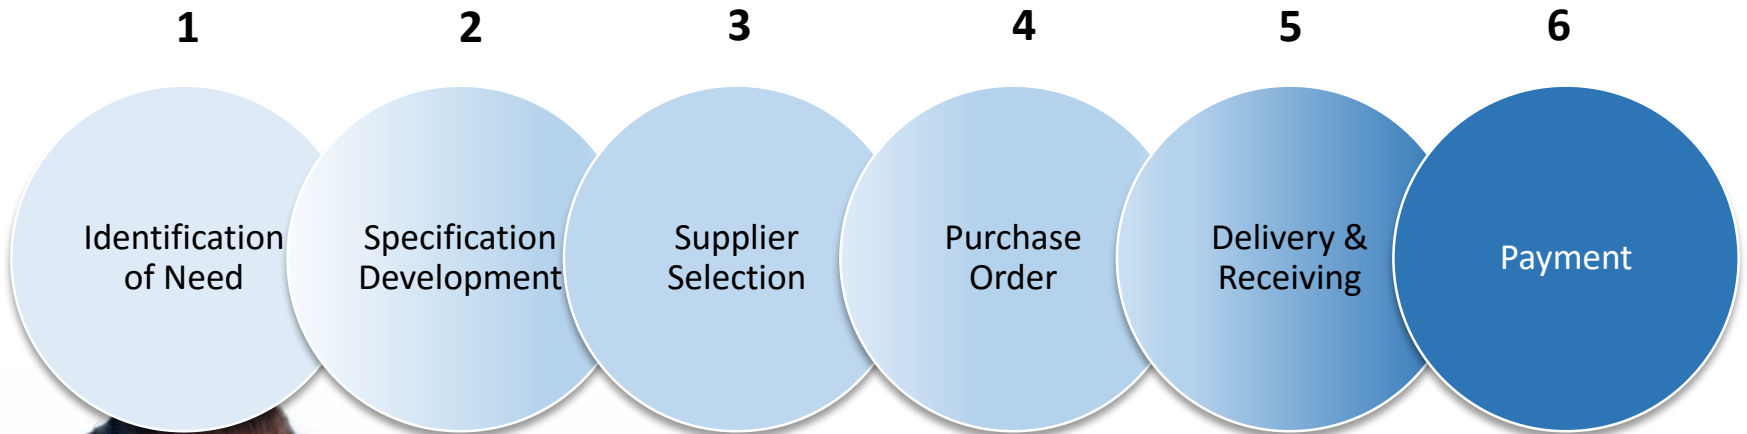 1 2 3 4 5 6
Identification
of Need
Specification
Development
Supplier
Selection
Purchase
Order
Delivery &
Receiving
Payment